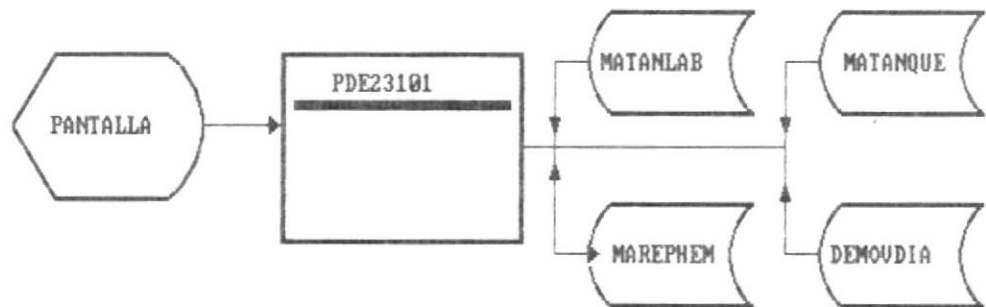 PDE23101
MATANLAB
MATANQUE
PANTALLA
MAREPHEM
DEMOVDIA